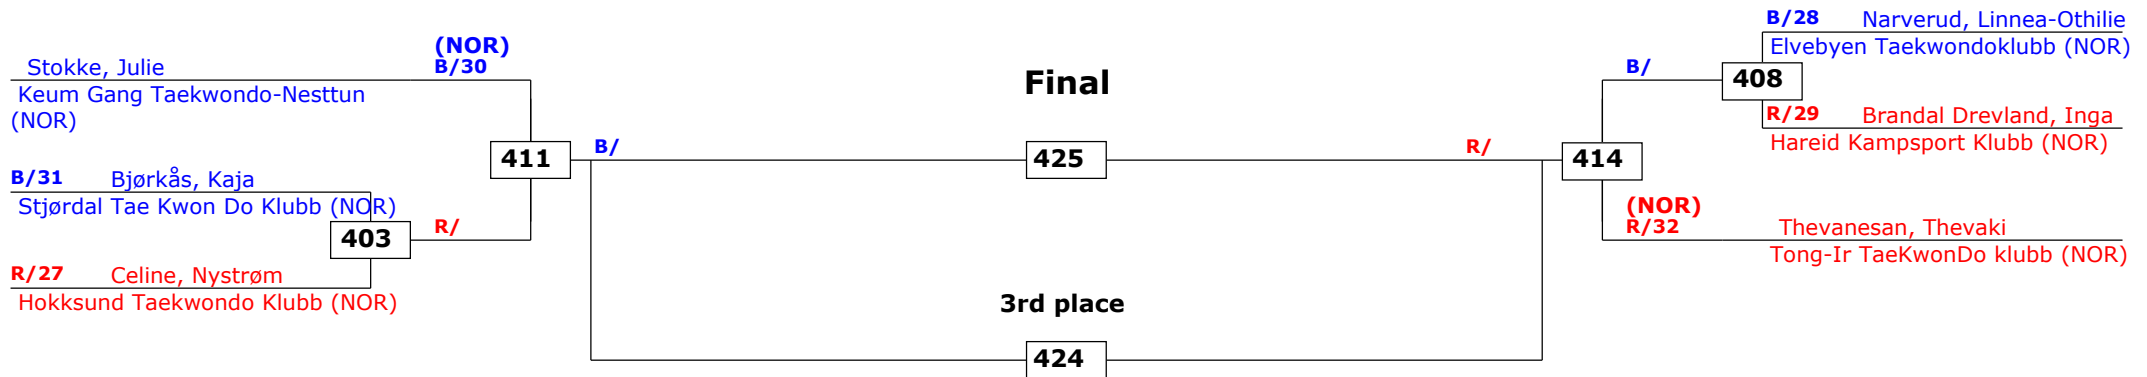 (NOR)
Stokke, Julie B/30
Keum Gang Taekwondo-Nesttun
(NOR)
411
B/
B/31 Bjørkås, Kaja
Stjørdal Tae Kwon Do Klubb (NOR)
403
R/
R/27 Celine, Nystrøm
Hokksund Taekwondo Klubb (NOR)
Final
425
3rd place
424
B/28 Narverud, Linnea-Othilie
Elvebyen Taekwondoklubb (NOR)
B/
408
R/29 Brandal Drevland, Inga
Hareid Kampsport Klubb (NOR)
R/
414
(NOR)
R/32 Thevanesan, Thevaki
Tong-Ir TaeKwonDo klubb (NOR)